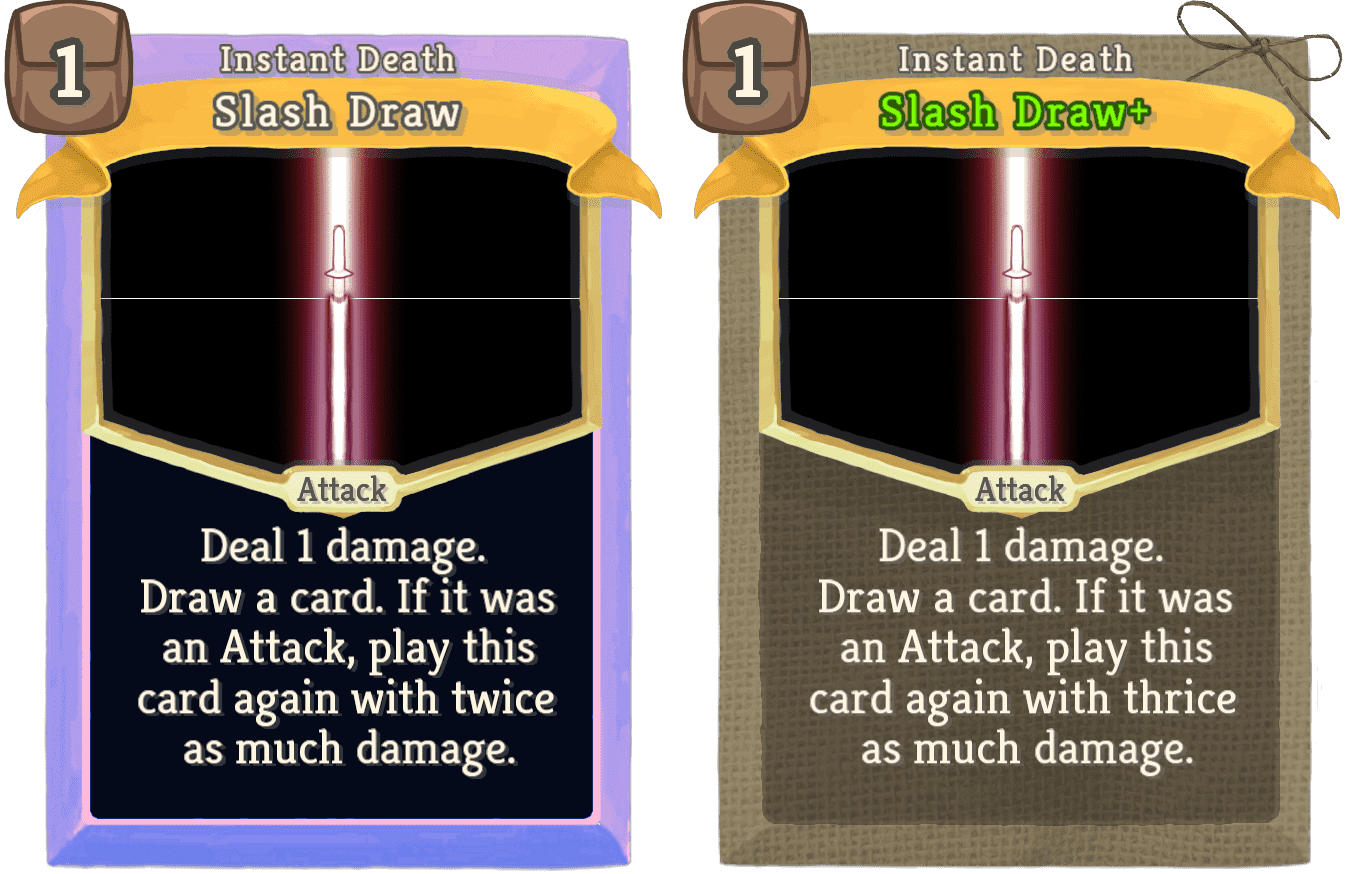 1
Instant Death
Slash Draw
Attack
Deal 1 damage.
Draw a card. If it was
an Attack, play this
card again with twice
as much damage.
1
Instant Death
Slash Draw+
Attack
Deal 1 damage.
Draw a card. If it was
an Attack, play this
card again with thrice
as much damage.